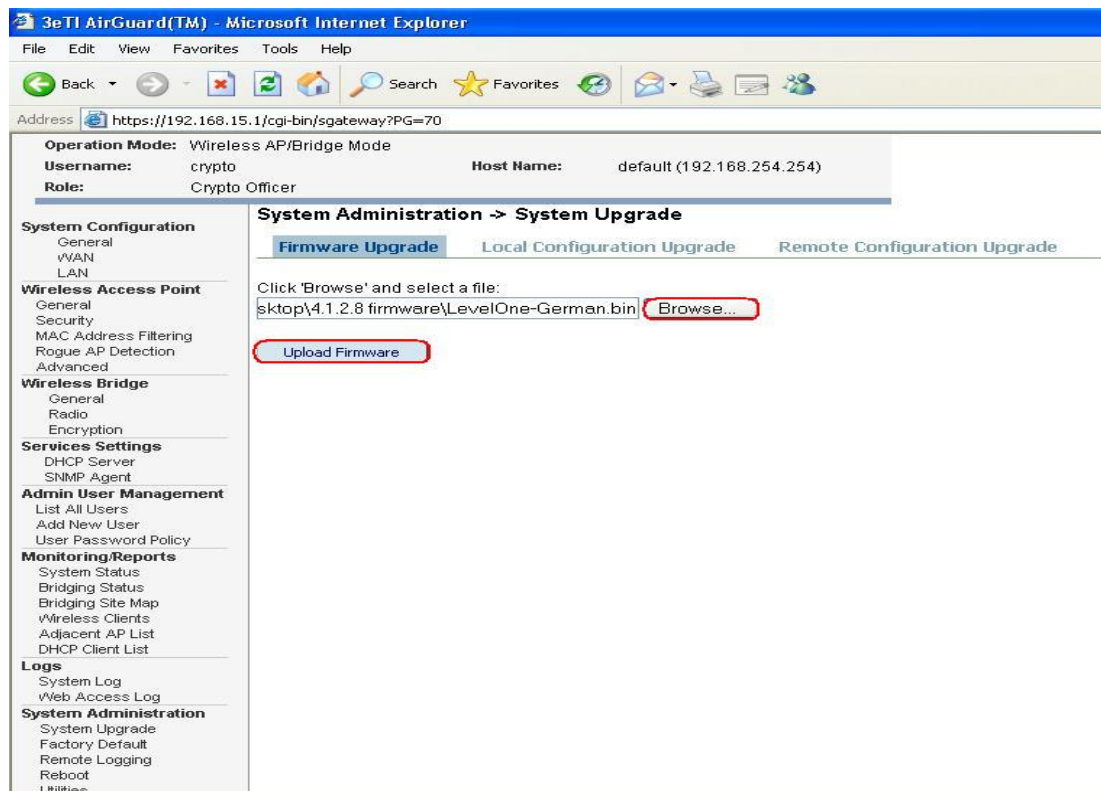 3eTI AirGuard(TM) - Microsoft Internet Explorer
File Edit View Favorites Tools Help
Back Search Favorites
Address https://192.168.15.1/cgi-bin/sgateway?PG=70
Operation Mode: Wireless AP/Bridge Mode
Username: crypto Host Name: default (192.168.254.254)
Role: Crypto Officer
System Configuration
General
WAN
LAN
Wireless Access Point
General
Security
MAC Address Filtering
Rogue AP Detection
Advanced
Wireless Bridge
General
Radio
Encryption
Services Settings
DHCP Server
SNMP Agent
Admin User Management
List All Users
Add New User
User Password Policy
Monitoring/Reports
System Status
Bridging Status
Bridging Site Map
Wireless Clients
Adjacent AP List
DHCP Client List
Logs
System Log
Web Access Log
System Administration
System Upgrade
Factory Default
Remote Logging
Reboot
Utilities
System Administration -> System Upgrade
Firmware Upgrade Local Configuration Upgrade Remote Configuration Upgrade
Click 'Browse' and select a file:
sktop\4.1.2.8 firmware\LevelOne-German.bin Browse...
Upload Firmware